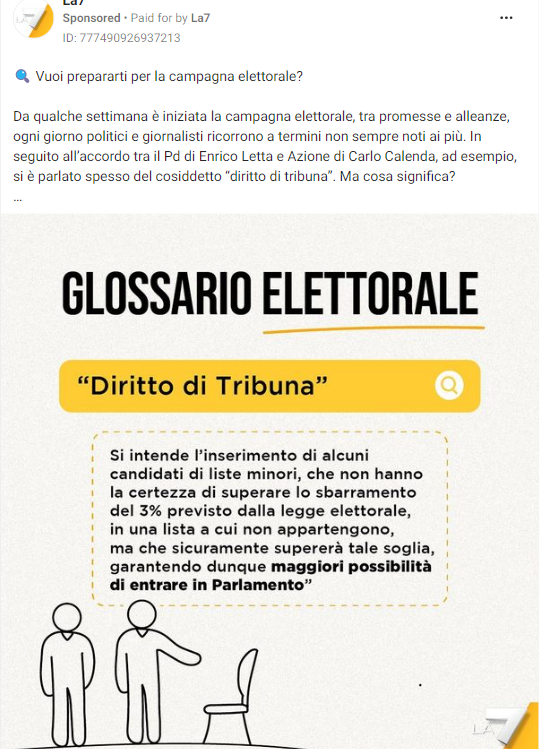 La7
Sponsored • Paid for by La7
ID: 777490926937213
Vuoi prepararti per la campagna elettorale?
Da qualche settimana è iniziata la campagna elettorale, tra promesse e alleanze,
ogni giorno politici e giornalisti ricorrono a termini non sempre noti ai più. In
seguito all’accordo tra il Pd di Enrico Letta e Azione di Carlo Calenda, ad esempio,
si è parlato spesso del cosiddetto “diritto di tribuna”. Ma cosa significa?
...
GLOSSARIO ELETTORALE
“Diritto di Tribuna”
Si intende l’inserimento di alcuni
candidati di liste minori, che non hanno
la certezza di superare lo sbarramento
del 3% previsto dalla legge elettorale,
in una lista a cui non appartengono,
ma che sicuramente supererà tale soglia,
garantendo dunque maggiori possibilità
di entrare in Parlamento”
LA7